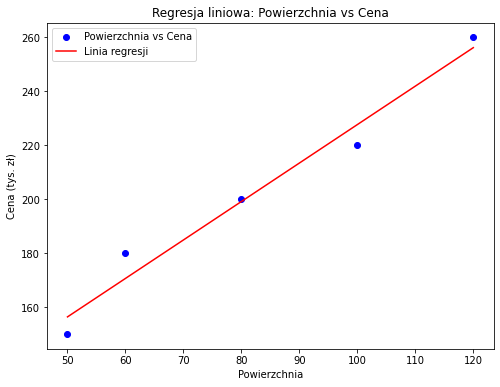 Regresja liniowa: Powierzchnia vs Cena
Powierzchnia vs Cena
Linia regresji
Cena (tys. zł)
260
240
220
200
180
160
50 60 70 80 90 100 110 120
Powierzchnia